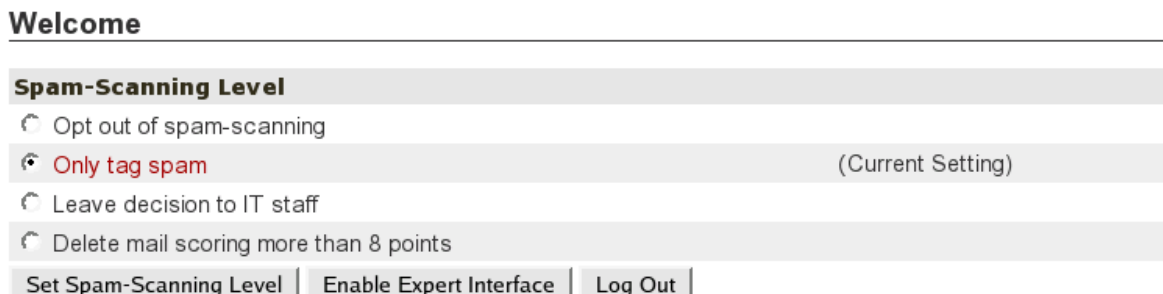 Welcome
Spam-Scanning Level
Opt out of spam-scanning
Only tag spam (Current Setting)
Leave decision to IT staff
Delete mail scoring more than 8 points
Set Spam-Scanning Level Enable Expert Interface Log Out